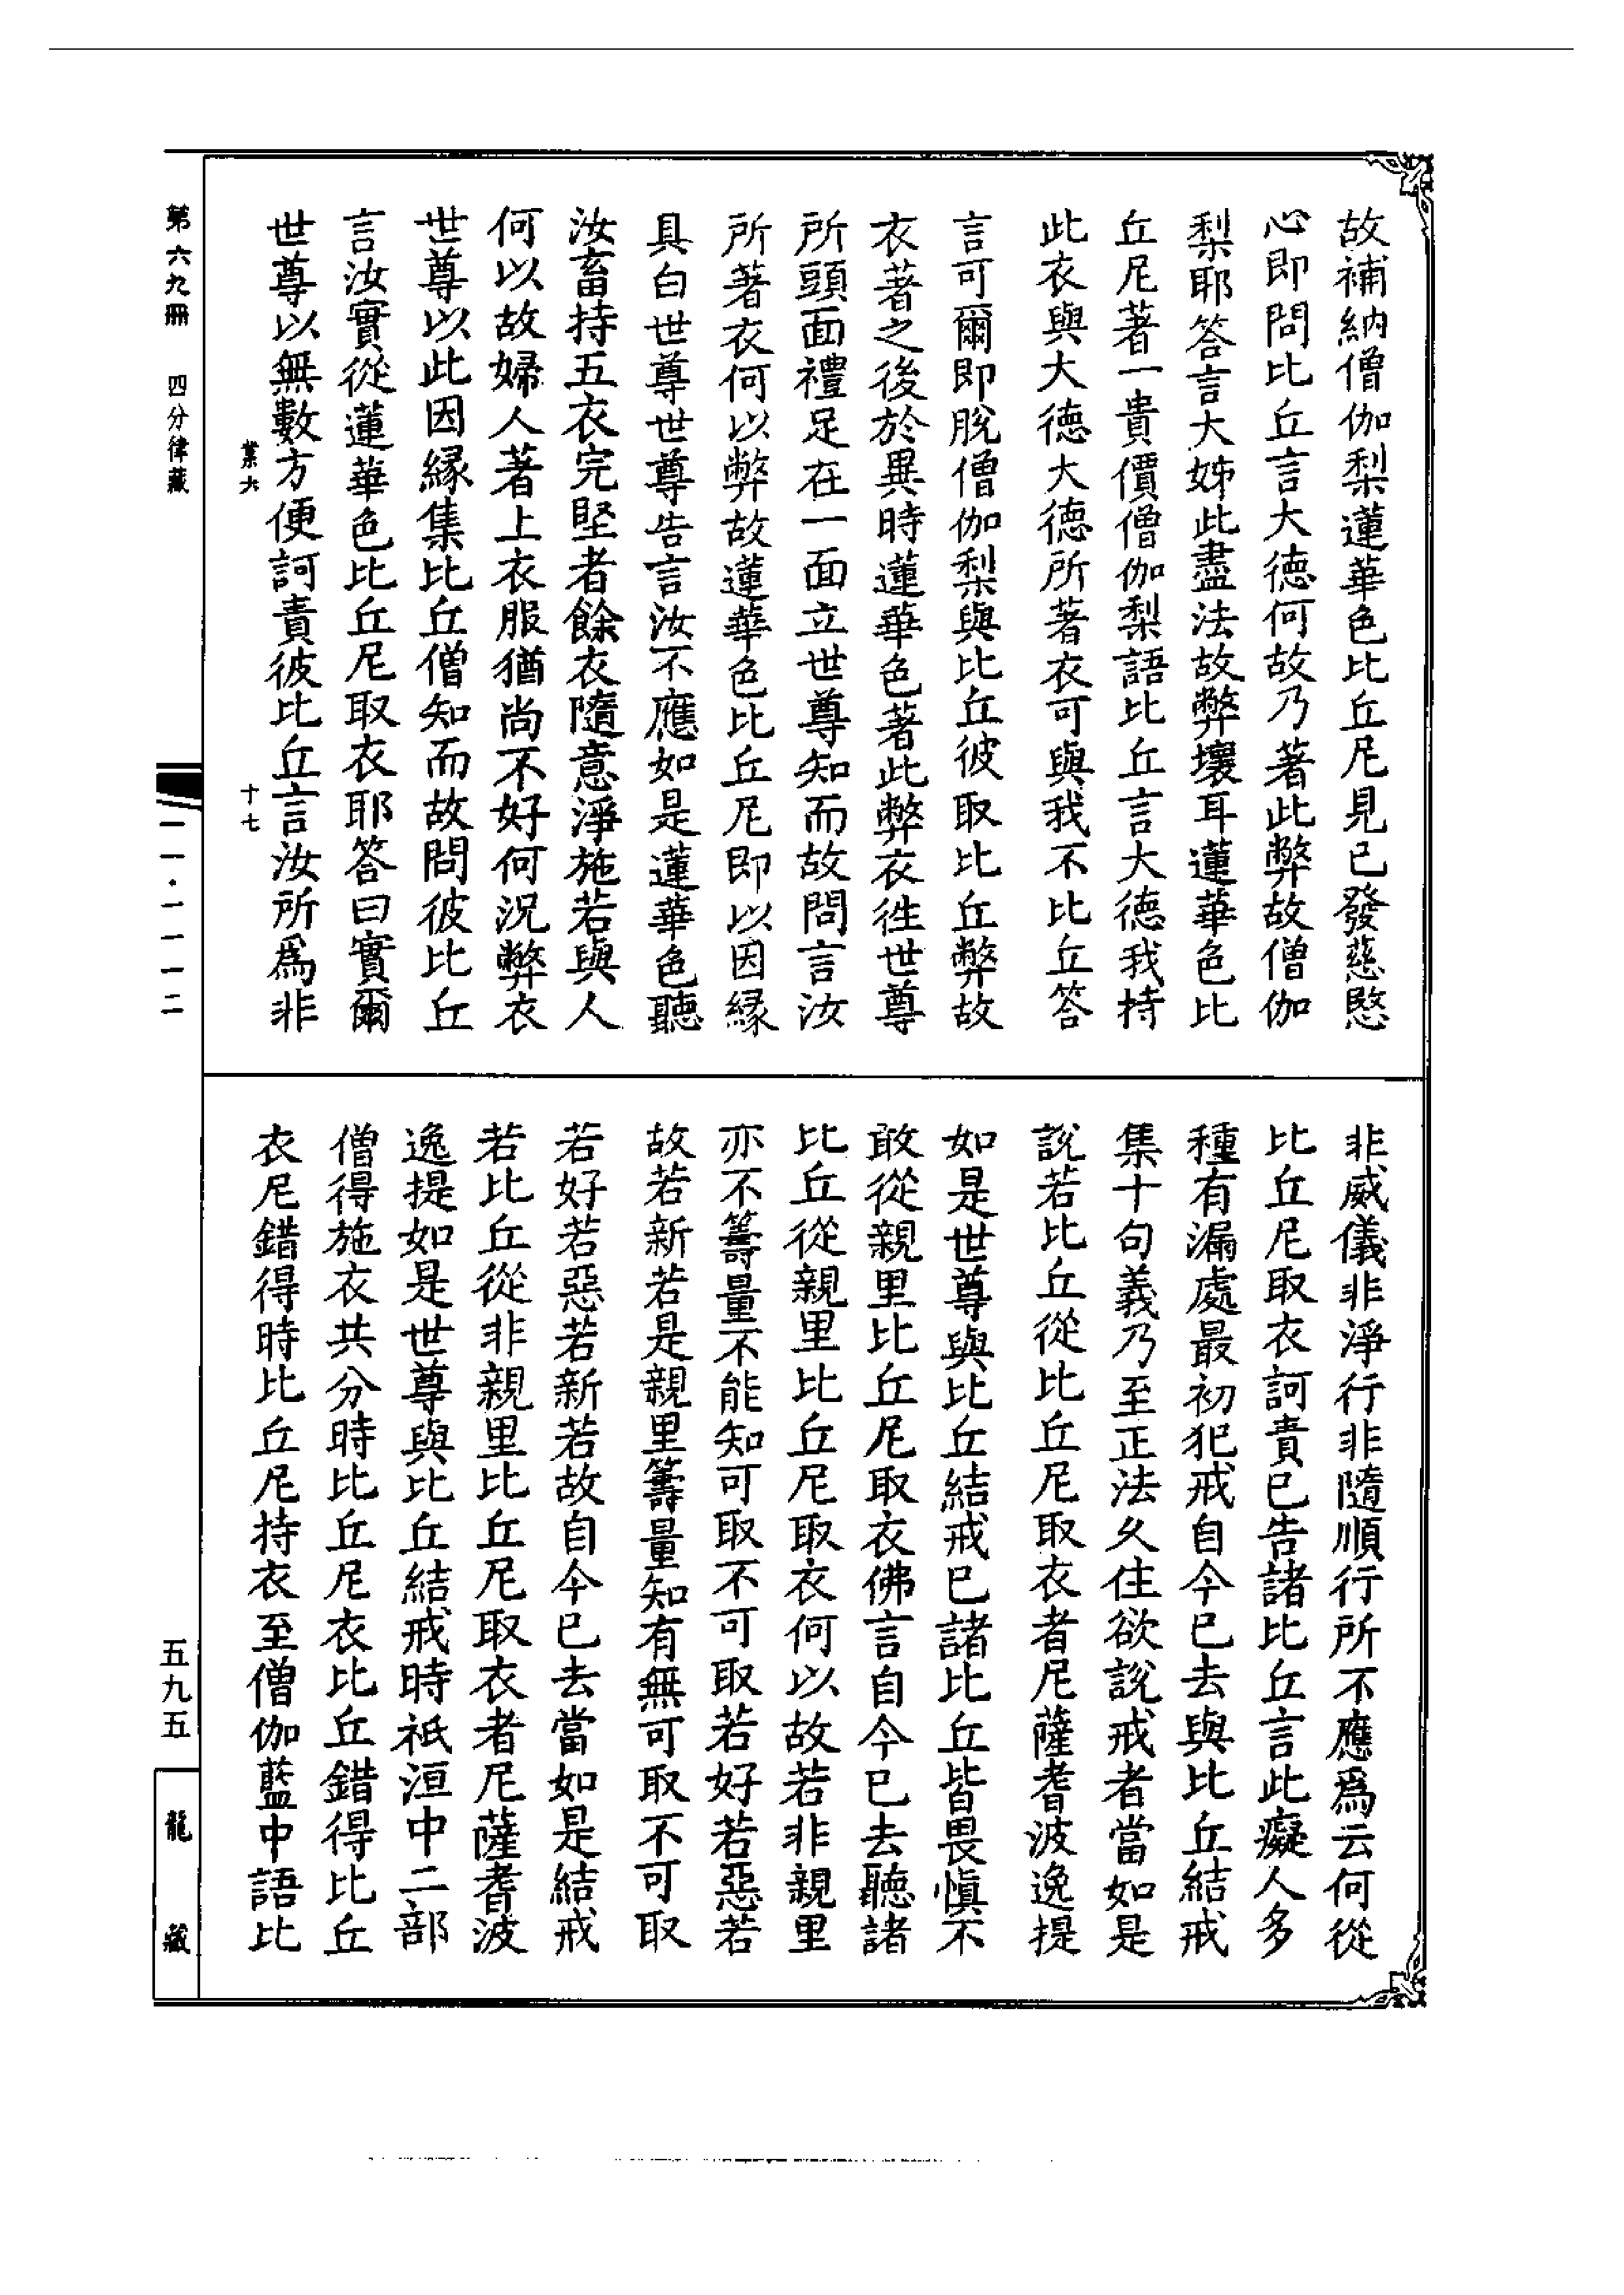 故補納僧伽梨蓮華色比丘尼見已發慈愍
心即問比丘言大德何故乃著此弊故僧伽
梨耶答言大姊此盡法故弊壞耳蓮華色比
丘尼著一貴價僧伽梨語比丘言大德我持
此衣與大德大德所著衣可與我不比丘答
言可爾即脫僧伽梨與比丘彼取比丘弊故
衣著之後於異時蓮華色著此弊衣徃世尊
所頭面禮足在一面立世尊知而故問言汝
所著衣何以弊故蓮華色比丘尼即以因緣
具白世尊世尊告言汝不應如是蓮華色聽
汝畜持五衣完堅者餘衣隨意淨施若與人
何以故婦人著上衣服猶尚不好何況弊衣
世尊以此因緣集比丘僧知而故問彼比丘
言汝實從蓮華色比丘尼取衣耶答曰實爾
世尊以無數方便訶責彼比丘言汝所爲非
業六
十七
非威儀非淨行非隨順行所不應爲云何從
比丘尼取衣訶責已告諸比丘言此癡人多
種有漏處最初犯戒自今已去與比丘結戒
集十句義乃至正法久住欲說戒者當如是
說若比丘從比丘尼取衣者尼薩耆波逸提
如是世尊與比丘結戒已諸比丘皆畏慎不
敢從親里比丘尼取衣佛言自今已去聽諸
比丘從親里比丘尼取衣何以故若非親里
亦不籌量不能知可取不可取若好若惡若
故若新若是親里籌量知有無可取不可取
若好若惡若新若故自今已去當如是結戒
若比丘從非親里比丘尼取衣者尼薩耆波
逸提如是世尊與比丘結戒時祇洹中二部
僧得施衣共分時比丘尼衣比丘錯得比丘
衣尼錯得時比丘尼持衣至僧伽藍中語比
第六九冊 四分律藏
一一·一一一二
五九五
龍藏